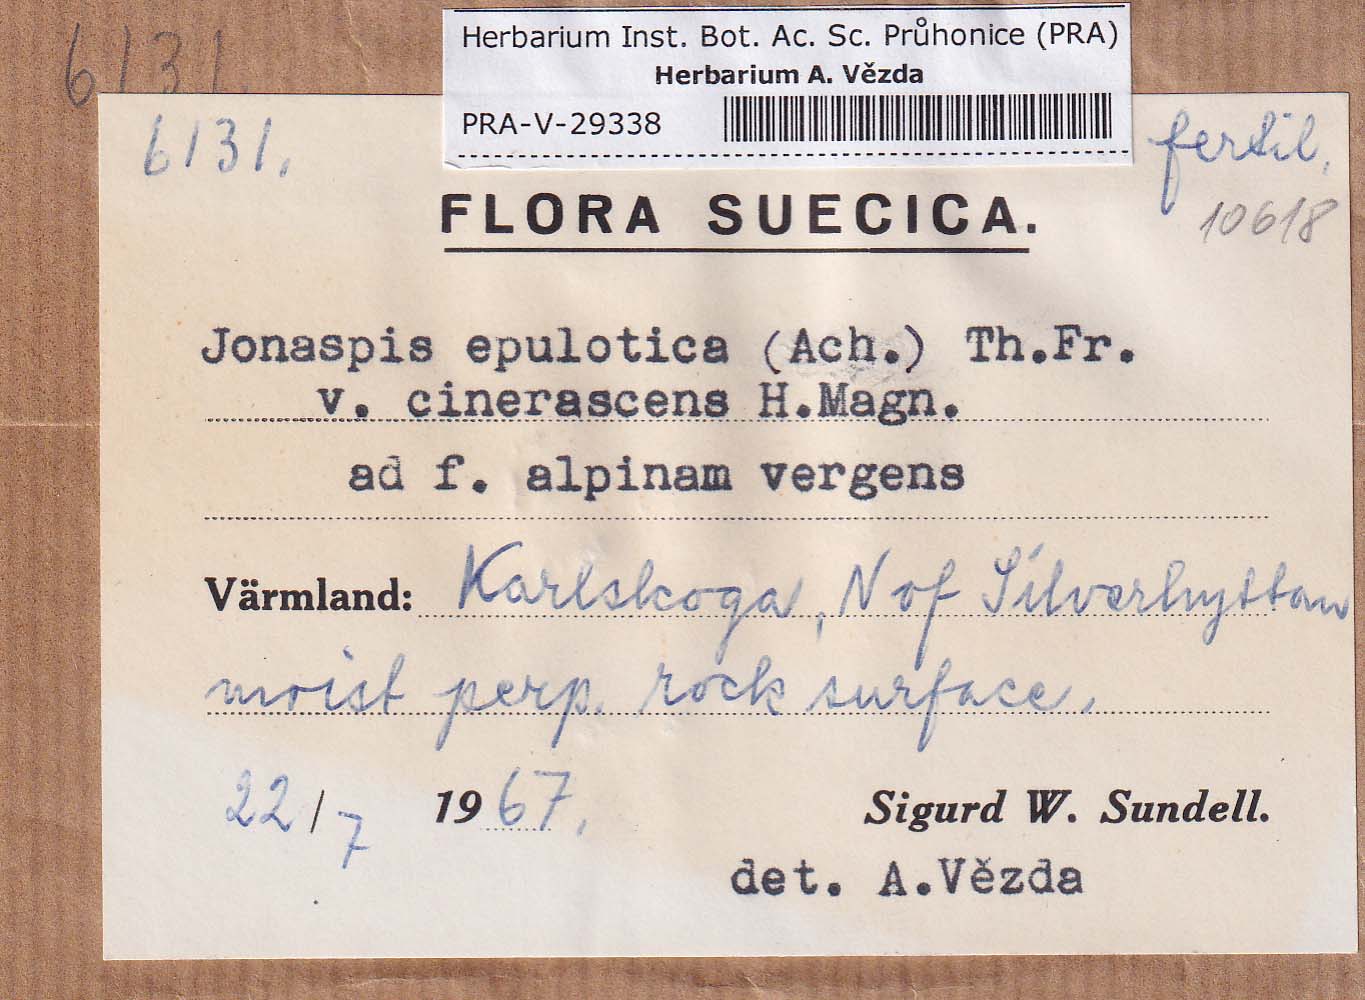 6131.
Herbarium Inst. Bot. Ac. Sc. Průhonice (PRA)
Herbarium A. Vězda
PRA-V-29338
6131.
fertil.
10618
FLORA SUECICA.
Jonaspis epulotica (Ach.) Th.Fr.
v. cinerascens H.Magn.
ad f. alpinam vergens
Värmland: Karlskoga, N of Silverhyttan
moist perp. rock surface.
22/7 1967.
Sigurd W. Sundell.
det. A.Vězda